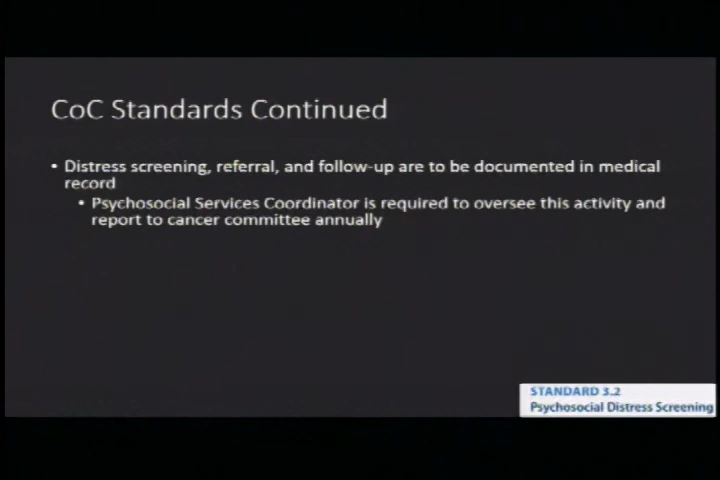 CoC Standards Continued
• Distress screening, referral, and follow-up are to be documented in medical
record
• Psychosocial Services Coordinator is required to oversee this activity and
report to cancer committee annually
STANDARD 3.2
Psychosocial Distress Screening